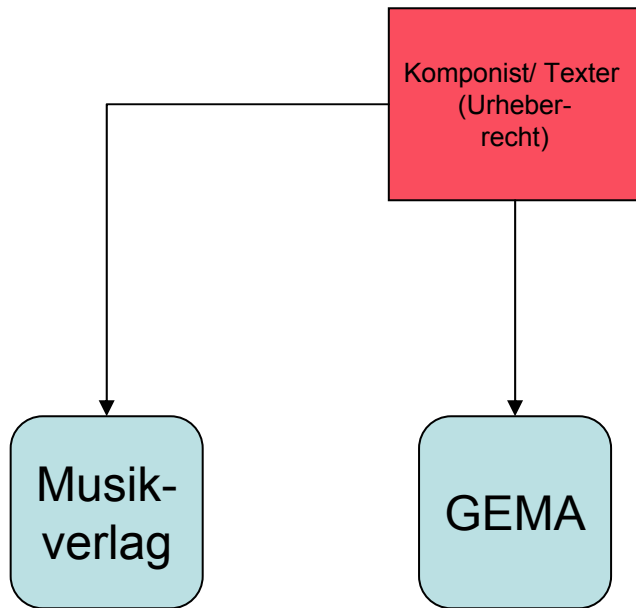 Komponist/ Texter
(Urheber-
recht)
Musik-
verlag
GEMA